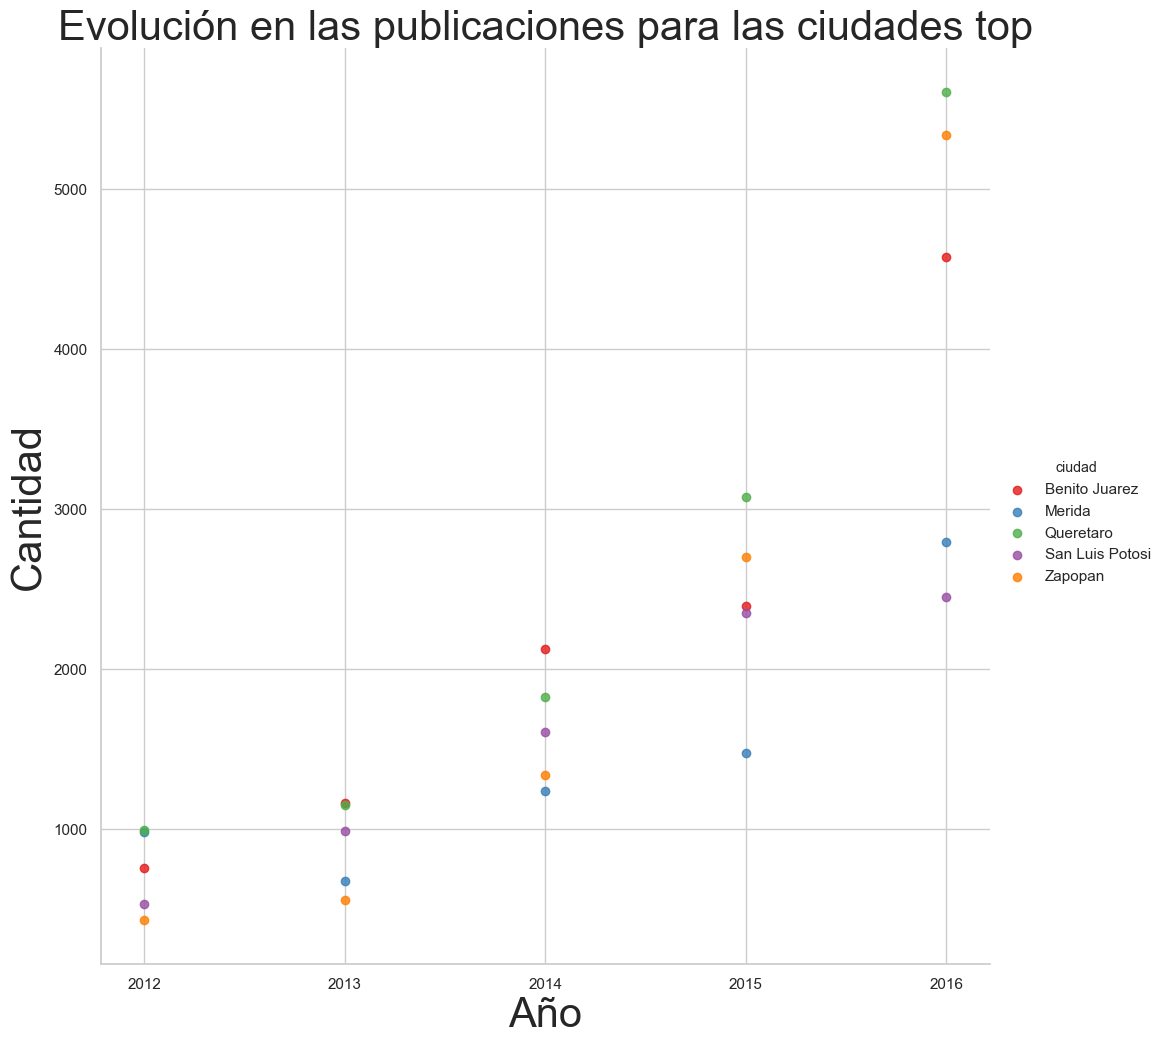 Evolución en las publicaciones para las ciudades top
5000
4000
3000
2000
1000
Cantidad
2012 2013 2014 2015 2016
Año
ciudad
Benito Juarez
Merida
Queretaro
San Luis Potosi
Zapopan